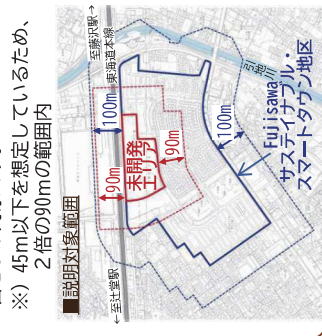 ※）45m以下を想定しているため、
２倍の90mの範囲内
■説明対象範囲
至藤沢駅→
東海道本線
←至辻堂駅
引地川
100m
90m
未開発
エリア
90m
100m
Fujisawa
サスティナブル・
スマートタウン地区